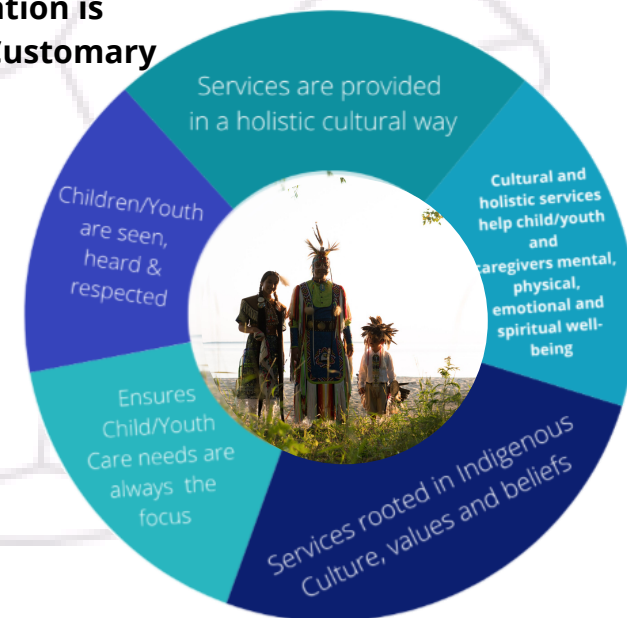 is
Customary
Services are provided
in a holistic cultural way
Cultural and
holistic services
help child/youth
and
caregivers mental,
physical,
emotional and
spiritual well-
being
Services rooted in Indigenous
Culture, values and beliefs
Ensures
Child/Youth
Care needs are
always the
focus
Children/Youth
are seen,
heard &
respected